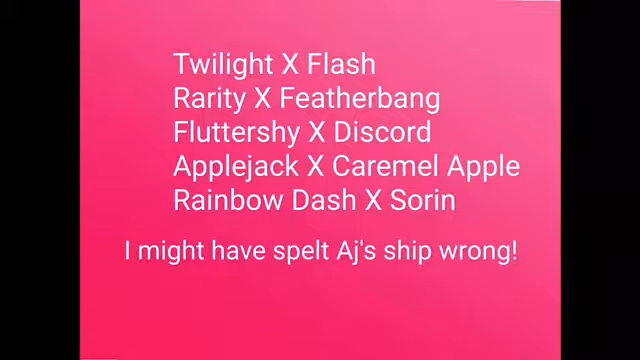 Twilight X Flash
Rarity X Featherbang
Fluttershy X Discord
Applejack X Caremel Apple
Rainbow Dash X Sorin
I might have spelt Aj's ship wrong!